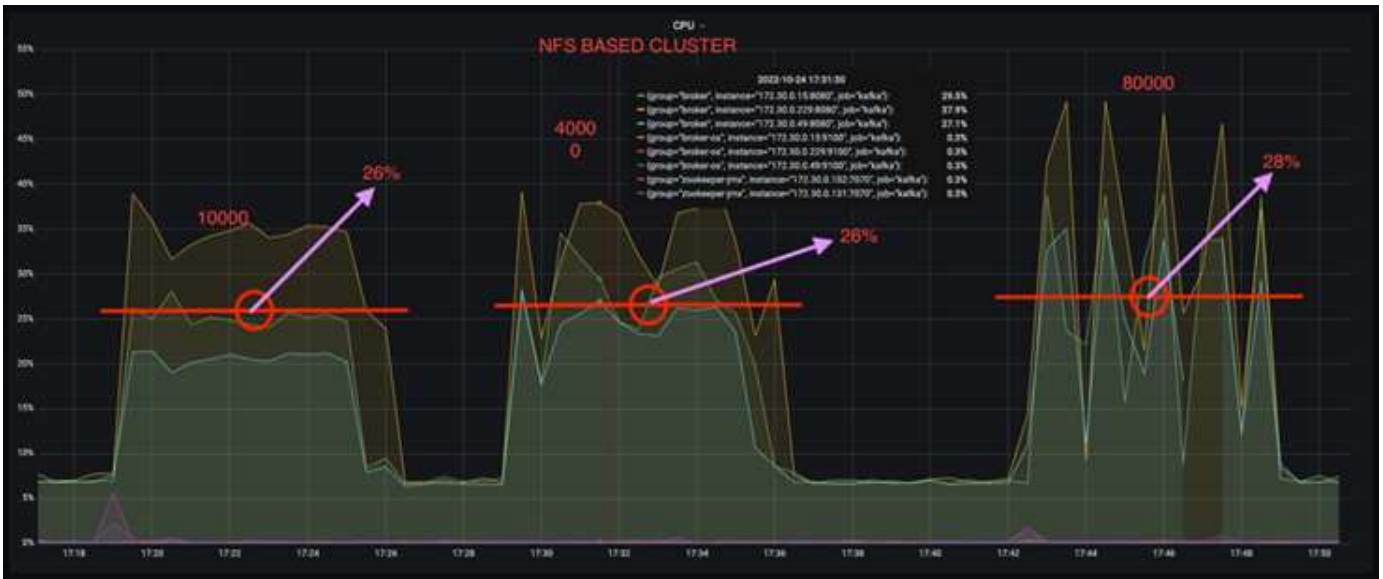 CPU
NFS BASED CLUSTER
2022-10-24 17:31:30
{group="broker", instance="172.30.0.15:8080", job="kafka"}:
{group="broker", instance="172.30.0.229:8080", job="kafka"}: 37.9%
{group="broker", instance="172.30.0.49:8080", job="kafka"}: 27.1%
{group="broker-os", instance="172.30.0.15:9100", job="kafka"}: 0.3%
{group="broker-os", instance="172.30.0.229:9100", job="kafka"}: 0.3%
{group="broker-os", instance="172.30.0.49:9100", job="kafka"}: 0.3%
{group="zookeeper-jmx", instance="172.30.0.102:7070", job="kafka"}: 0.3%
{group="zookeeper-jmx", instance="172.30.0.131:7070", job="kafka"}: 0.3%
80000
4000
0
26%
10000
26%
28%
55%
50%
45%
40%
35%
30%
25%
20%
15%
10%
5%
0%
17:18 17:20 17:22 17:24 17:26 17:28 17:30 17:32 17:34 17:36 17:38 17:40 17:42 17:44 17:46 17:48 17:50